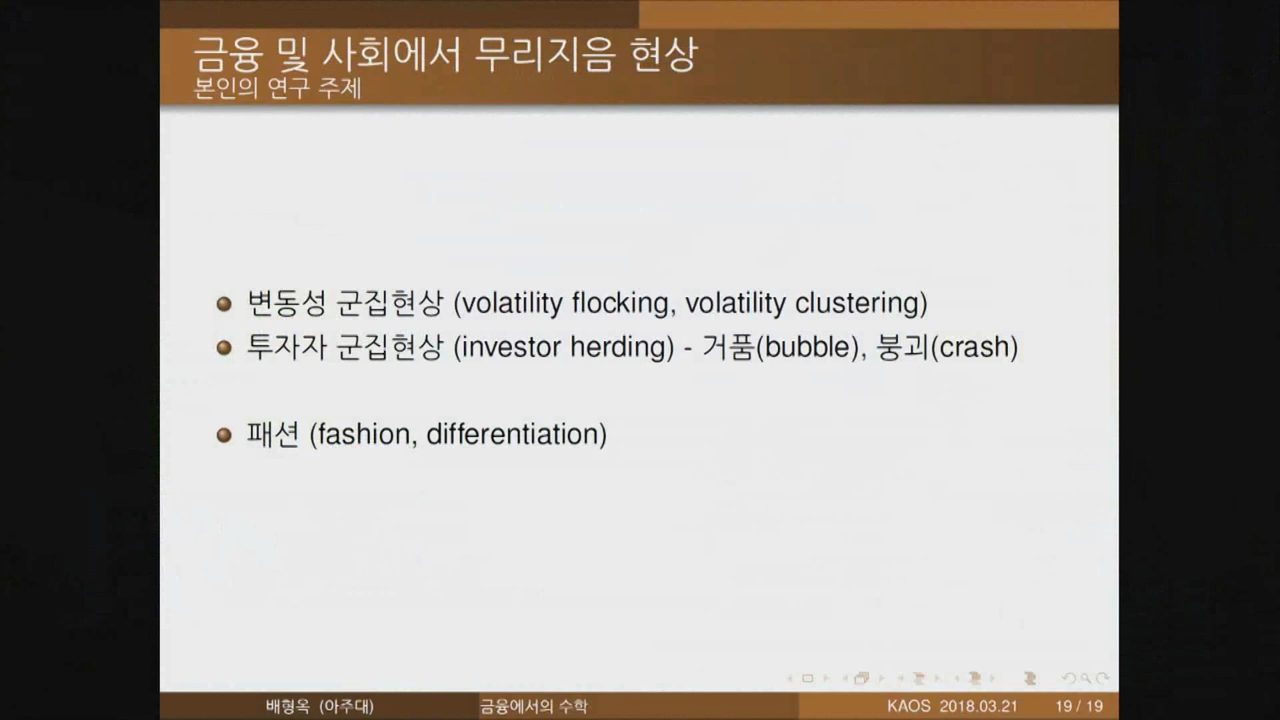 금융 및 사회에서 무리지음 현상
본인의 연구 주제
변동성 군집현상 (volatility flocking, volatility clustering)
투자자 군집현상 (investor herding) - 거품(bubble), 붕괴(crash)
패션 (fashion, differentiation)
배형옥 (아주대) 금융에서의 수학 KAOS 2018.03.21 19 / 19